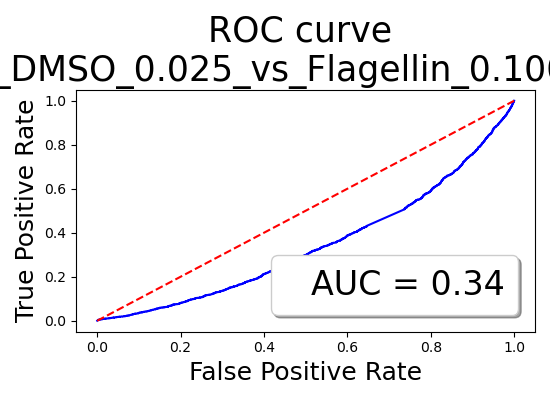 ROC curve
_DMSO_0.025_vs_Flagellin_0.100
True Positive Rate
1.0
0.8
0.6
0.4
0.2
0.0
AUC = 0.34
0.0 0.2 0.4 0.6 0.8 1.0
False Positive Rate